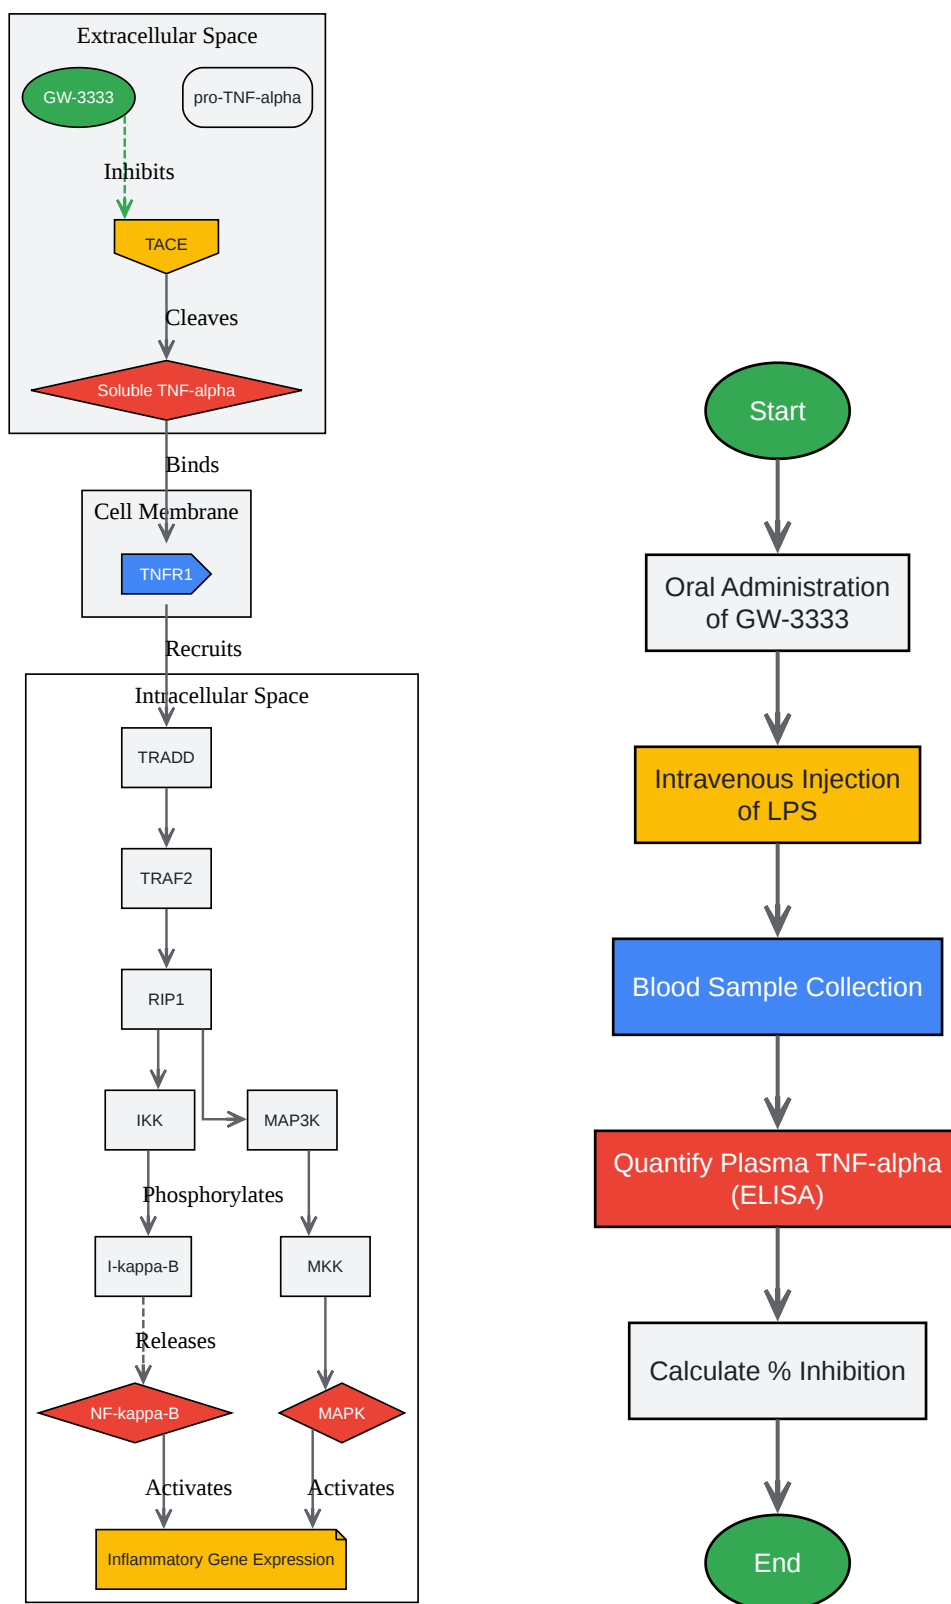 Extracellular Space
GW-3333
pro-TNF-alpha
Inhibits
TACE
Cleaves
Soluble TNF-alpha
Binds
Cell Membrane
TNFR1
Recruits
Intracellular Space
TRADD
TRAF2
RIP1
IKK
MAP3K
Phosphorylates
I-kappa-B
MKK
Releases
NF-kappa-B
MAPK
Activates
Activates
Inflammatory Gene Expression
Start
Oral Administration
of GW-3333
Intravenous Injection
of LPS
Blood Sample Collection
Quantify Plasma TNF-alpha
(ELISA)
Calculate % Inhibition
End